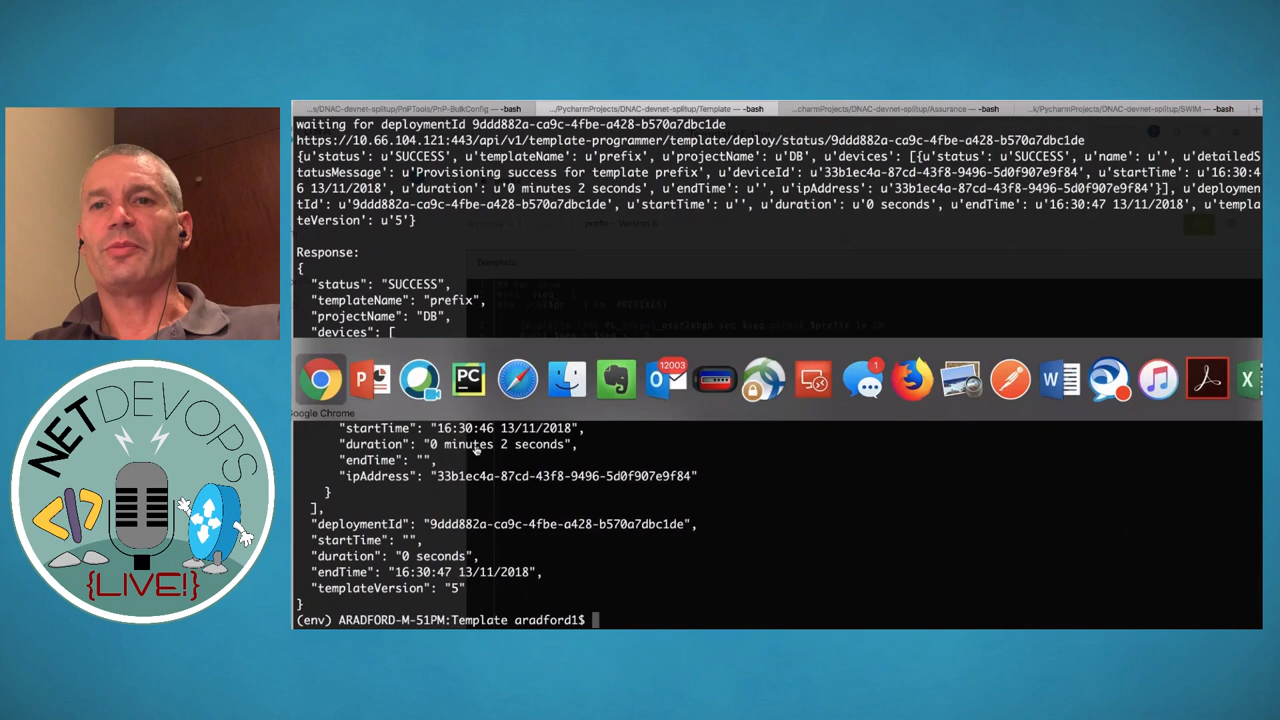 ...s/DNAC-devnet-splitup/PnPTools/PnP-BulkConfig — -bash
.../PycharmProjects/DNAC-devnet-splitup/Template — -bash
...charmProjects/DNAC-devnet-splitup/Assurance — -bash
...k/PycharmProjects/DNAC-devnet-splitup/SWIM — -bash
+
waiting for deploymentId 9ddd882a-ca9c-4fbe-a428-b570a7dbc1de
https://10.66.104.121:443/api/v1/template-programmer/template/deploy/status/9ddd882a-ca9c-4fbe-a428-b570a7dbc1de
{u'status': u'SUCCESS', u'templateName': u'prefix', u'projectName': u'DB', u'devices': [{u'status': u'SUCCESS', u'name': u'', u'detailedS
tatusMessage': u'Provisioning success for template prefix', u'deviceId': u'33b1ec4a-87cd-43f8-9496-5d0f907e9f84', u'startTime': u'16:30:4
6 13/11/2018', u'duration': u'0 minutes 2 seconds', u'endTime': u'', u'ipAddress': u'33b1ec4a-87cd-43f8-9496-5d0f907e9f84'}], u'deploymen
tId': u'9ddd882a-ca9c-4fbe-a428-b570a7dbc1de', u'startTime': u'', u'duration': u'0 seconds', u'endTime': u'16:30:47 13/11/2018', u'templa
teVersion': u'5'}
prefix – Version 5
Response:
Template
{
"status": "SUCCESS",
"templateName": "prefix",
"projectName": "DB",
"devices": [
PC
12003
1
W
X
Google Chrome
"startTime": "16:30:46 13/11/2018",
"duration": "0 minutes 2 seconds",
"endTime": "",
"ipAddress": "33b1ec4a-87cd-43f8-9496-5d0f907e9f84"
}
],
"deploymentId": "9ddd882a-ca9c-4fbe-a428-b570a7dbc1de",
"startTime": "",
"duration": "0 seconds",
"endTime": "16:30:47 13/11/2018",
"templateVersion": "5"
}
(env) ARADFORD-M-51PM:Template aradford1$
NETDEVOPS
</>
{LIVE!}